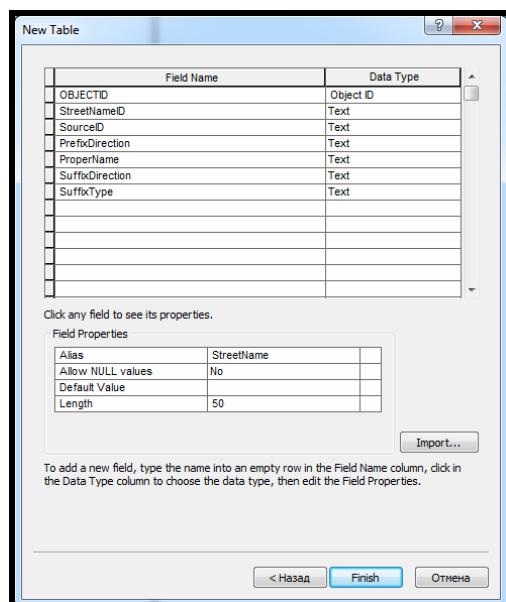 New Table
Field Name Data Type
OBJECTID Object ID
StreetNameID Text
SourceID Text
PrefixDirection Text
ProperName Text
SuffixDirection Text
SuffixType Text
Click any field to see its properties.
Field Properties
Alias StreetName
Allow NULL values No
Default Value
Length 50
Import...
To add a new field, type the name into an empty row in the Field Name column, click in
the Data Type column to choose the data type, then edit the Field Properties.
< Назад Finish Отмена